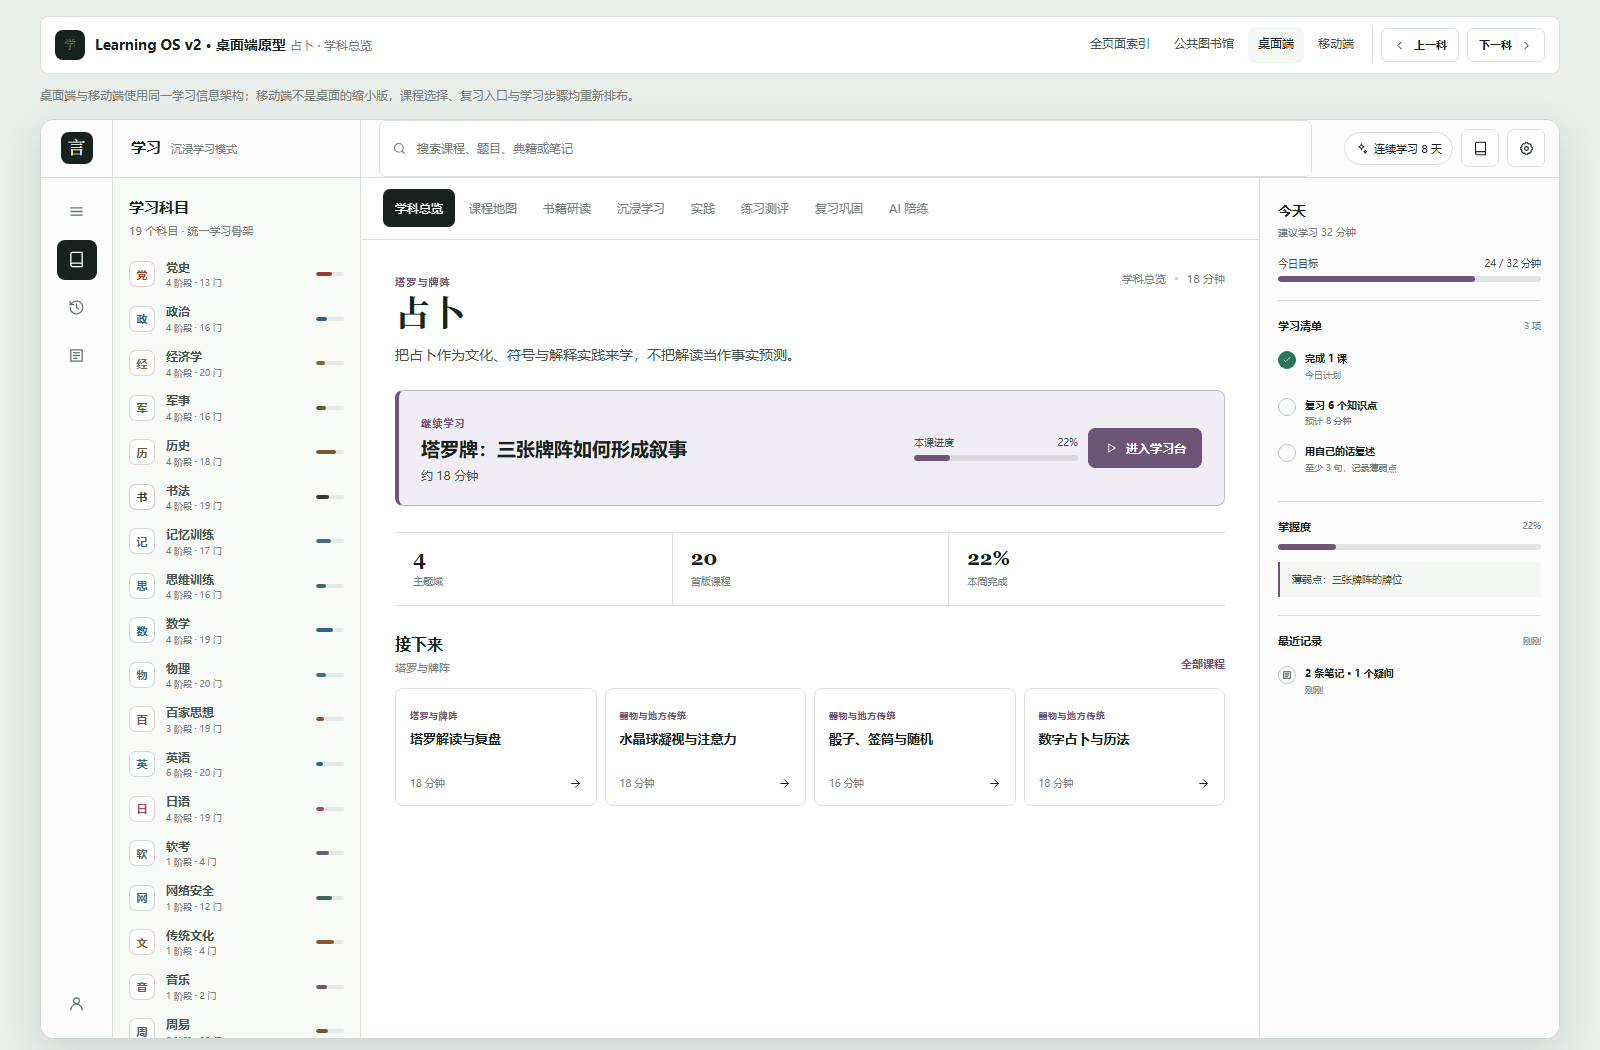 学 Learning OS v2 • 桌面端原型 占卜 · 学科总览
全页面索引 公共图书馆 桌面端 移动端 上一科 下一科
桌面端与移动端使用同一学习信息架构；移动端不是桌面的缩小版，课程选择、复习入口与学习步骤均重新排布。
言 学习 沉浸学习模式
搜索课程、题目、典籍或笔记
连续学习 8 天
学习科目
19 个科目 · 统一学习骨架
党 党史
4 阶段 · 13 门
政 政治
4 阶段 · 16 门
经 经济学
4 阶段 · 20 门
军 军事
4 阶段 · 16 门
历 历史
4 阶段 · 18 门
书 书法
4 阶段 · 19 门
记 记忆训练
4 阶段 · 17 门
思 思维训练
4 阶段 · 16 门
数 数学
4 阶段 · 19 门
物 物理
4 阶段 · 20 门
百 百家思想
3 阶段 · 19 门
英 英语
6 阶段 · 20 门
日 日语
4 阶段 · 19 门
软 软考
1 阶段 · 4 门
网 网络安全
1 阶段 · 12 门
文 传统文化
1 阶段 · 4 门
音 音乐
1 阶段 · 2 门
周 周易
学科总览 课程地图 书籍研读 沉浸学习 实践 练习测评 复习巩固 AI 陪练
塔罗与牌阵
学科总览 • 18 分钟
占卜
把占卜作为文化、符号与解释实践来学，不把解读当作事实预测。
继续学习
塔罗牌：三张牌阵如何形成叙事
约 18 分钟
本课进度 22%
进入学习台
4
主题域
20
首版课程
22%
本周完成
接下来
塔罗与牌阵
全部课程
塔罗与牌阵
塔罗解读与复盘
18 分钟
器物与地方传统
水晶球凝视与注意力
18 分钟
器物与地方传统
骰子、签筒与随机
16 分钟
器物与地方传统
数字占卜与历法
18 分钟
今天
建议学习 32 分钟
今日目标 24 / 32 分钟
学习清单 3 项
完成 1 课
今日计划
复习 6 个知识点
预计 8 分钟
用自己的话复述
至少 3 句，记录薄弱点
掌握度 22%
薄弱点：三张牌阵的牌位
最近记录 刚刚
2 条笔记 • 1 个疑问
刚刚